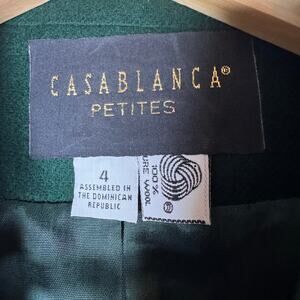 CASABLANCA®
PETITES
4
ASSEMBLED IN
THE DOMINICAN
REPUBLIC
100%
PURE WOOL